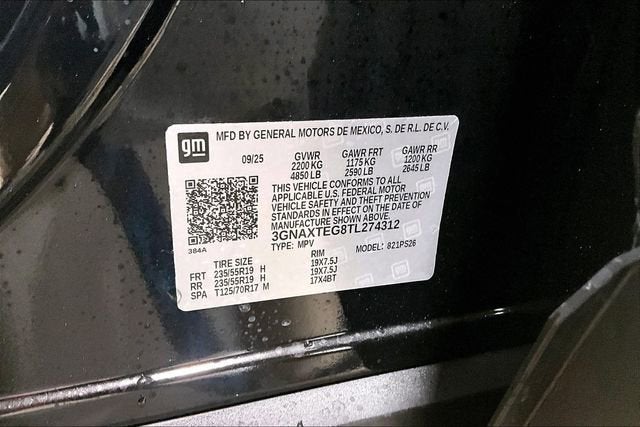 gm
MFD BY GENERAL MOTORS DE MEXICO, S. DE R.L. DE C.V.
09/25 GVWR GAWR FRT GAWR RR
2200 KG 1175 KG 1200 KG
4850 LB 2590 LB 2645 LB
THIS VEHICLE CONFORMS TO ALL
APPLICABLE U.S. FEDERAL MOTOR
VEHICLE SAFETY AND THEFT PREVENTION
STANDARDS IN EFFECT ON THE DATE OF
MANUFACTURE SHOWN ABOVE.
384A 3GNAXTEG8TL274312
TYPE: MPV MODEL: 821PS26
TIRE SIZE RIM
FRT 235/55R19 H 19X7.5J
RR 235/55R19 H 19X7.5J
SPA T125/70R17 M 17X4BT